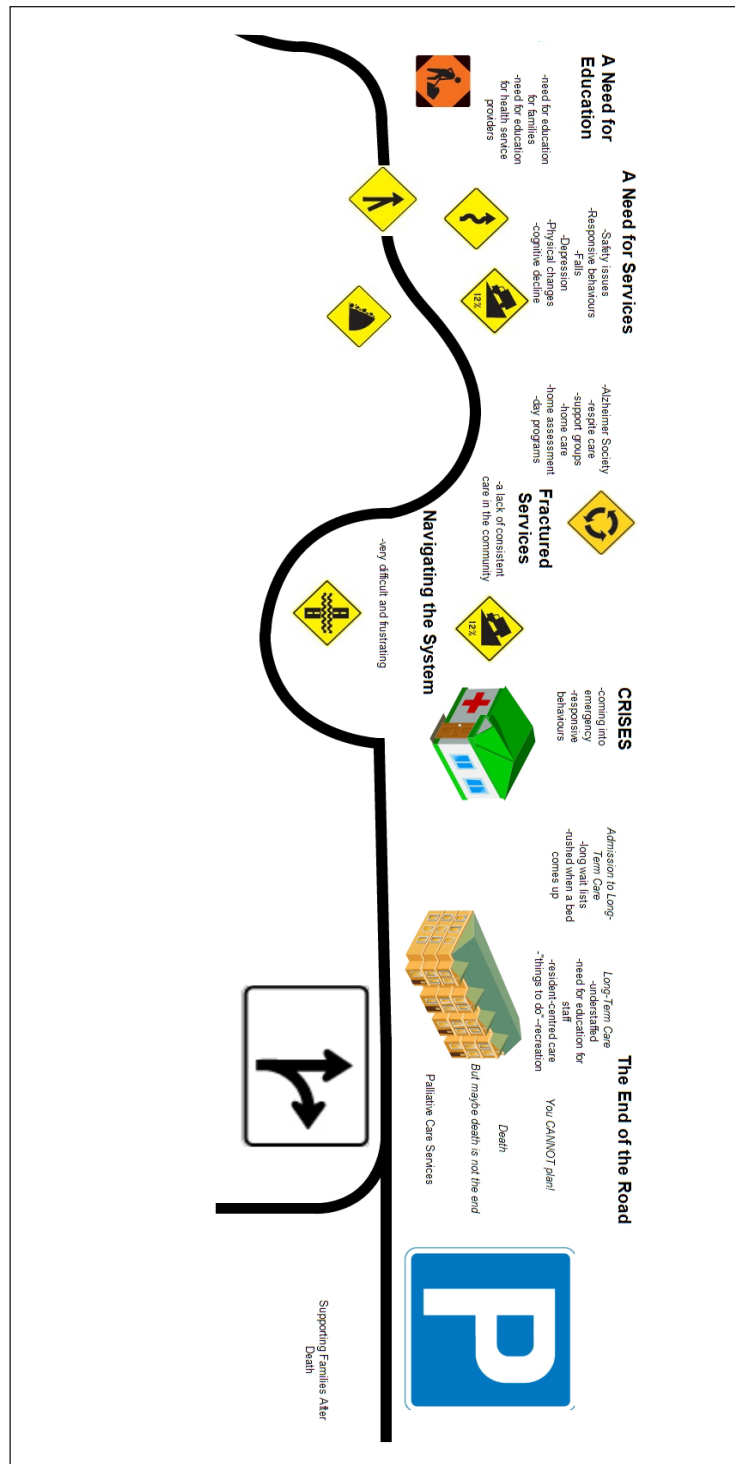 A Need for
Education
-need for education
for families
-need for education
for health service
providers
A Need for Services
-Safety issues
-Responsive behaviours
-Falls
-Depression
-Physical changes
-cognitive decline
12%
-Alzheimer Society
-respite care
-support groups
-home care
-home assessment
-day programs
Fractured
Services
-a lack of consistent
care in the community
Navigating the System
-very difficult and frustrating
12%
CRISES
-coming into
emergency
-responsive
behaviours
Admission to Long-
Term Care
-long wait lists
-rushed when a bed
comes up
Long-Term Care
-understaffed
-need for education for
staff
-resident-centred care
-"things to do"–recreation
The End of the Road
You CANNOT plan!
Death
But maybe death is not the end
Palliative Care Services
P
Supporting Families After
Death